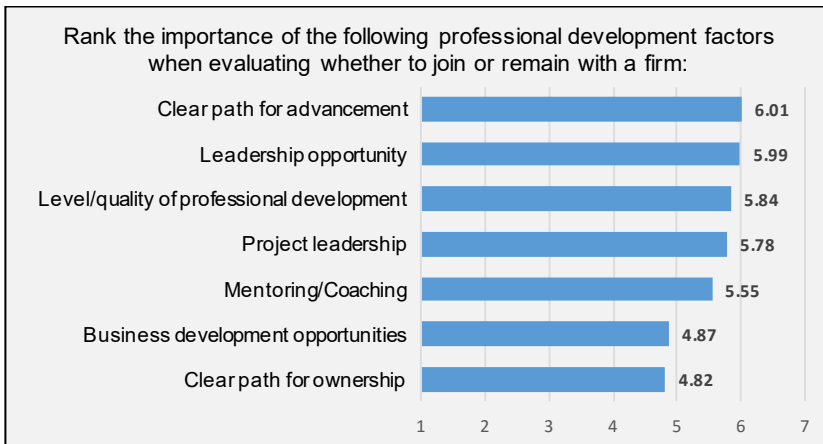 Rank the importance of the following professional development factors
when evaluating whether to join or remain with a firm:
Clear path for advancement 6.01
Leadership opportunity 5.99
Level/quality of professional development 5.84
Project leadership 5.78
Mentoring/Coaching 5.55
Business development opportunities 4.87
Clear path for ownership 4.82
1 2 3 4 5 6 7